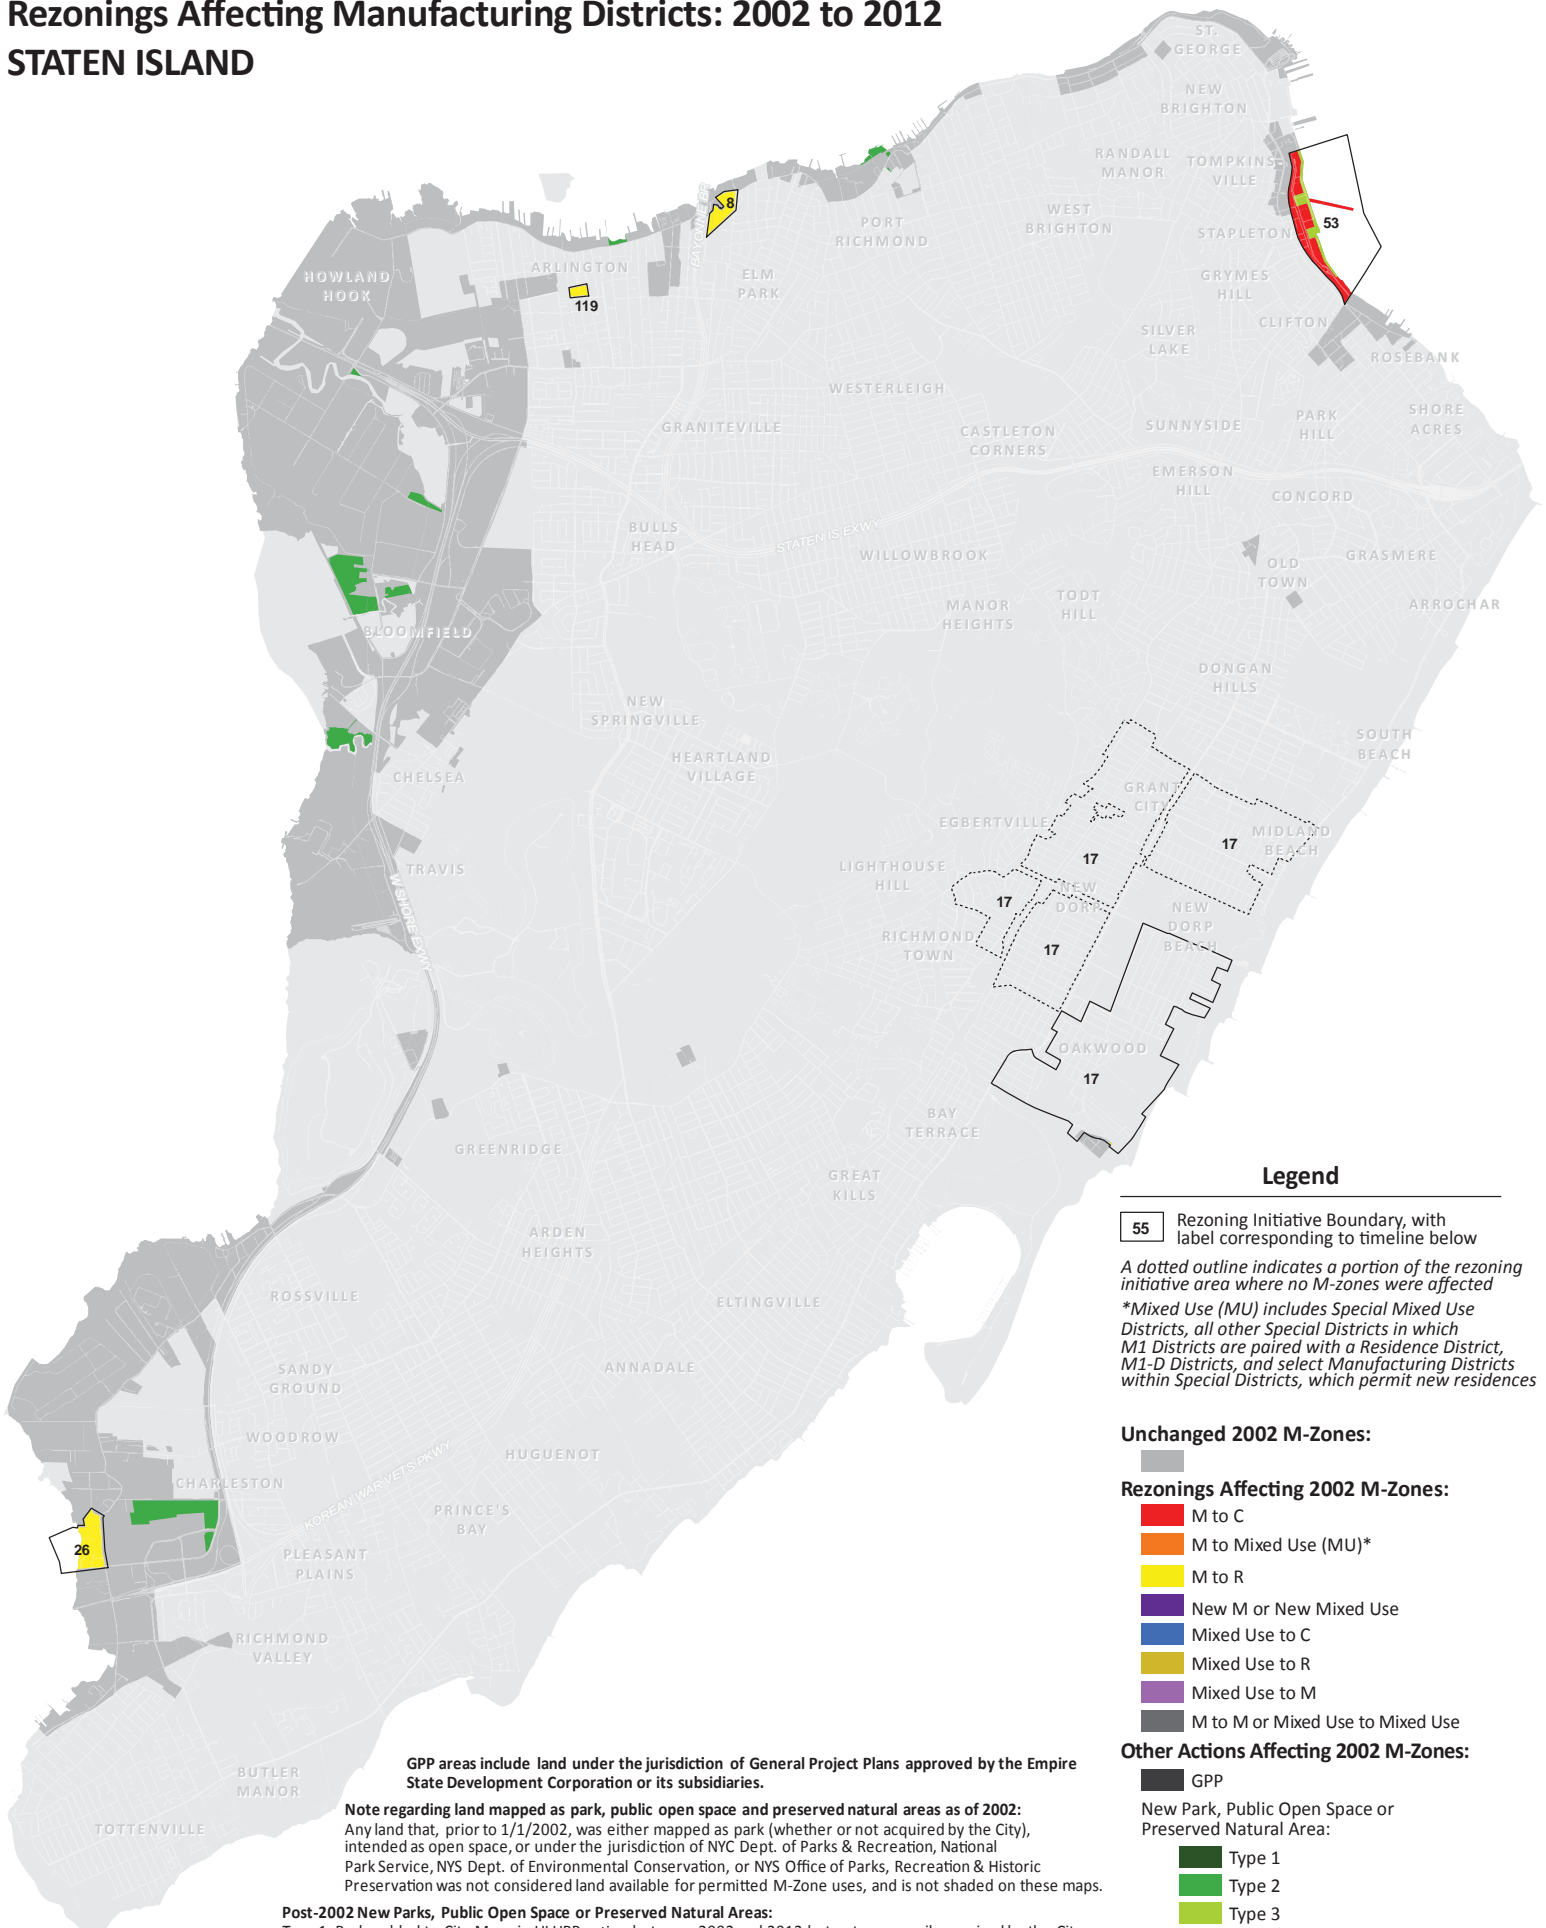 Rezonings Affecting Manufacturing Districts: 2002 to 2012
STATEN ISLAND
ST.
GEORGE
NEW
BRIGHTON
RANDALL
MANOR
TOMPKINS
VILLE
WEST
BRIGHTON
STAPLETON
53
PORT
RICHMOND
GRYMES
HILL
8
BAYONNE BR
ARLINGTON
119
ELM
PARK
HOWLAND
HOOK
CLIFTON
SILVER
LAKE
ROSEBANK
WESTERLEIGH
GRANITEVILLE
CASTLETON
CORNERS
SUNNYSIDE
PARK
HILL
SHORE
ACRES
EMERSON
HILL
CONCORD
BULLS
HEAD
STATEN IS EXWY
WILLOWBROOK
OLD
TOWN
GRASMERE
MANOR
HEIGHTS
TODT
HILL
ARROCHAR
BLOOMFIELD
DONGAN
HILLS
NEW
SPRINGVILLE
SOUTH
BEACH
HEARTLAND
VILLAGE
CHELSEA
GRANT
CITY
EGBERTVILLE
MIDLAND
BEACH
17
17
LIGHTHOUSE
HILL
TRAVIS
W SHORE EXWY
17
NEW
DORP
NEW
DORP
BEACH
RICHMOND
TOWN
17
OAKWOOD
17
BAY
TERRACE
GREENRIDGE
GREAT
KILLS
ARDEN
HEIGHTS
ROSSVILLE
ELTINGVILLE
SANDY
GROUND
ANNADALE
WOODROW
HUGUENOT
KOREAN WAR VETS PKWY
CHARLESTON
PRINCE'S
BAY
26
PLEASANT
PLAINS
RICHMOND
VALLEY
BUTLER
MANOR
TOTTENVILLE
Legend
55
Rezoning Initiative Boundary, with
label corresponding to timeline below
A dotted outline indicates a portion of the rezoning
initiative area where no M-zones were affected
*Mixed Use (MU) includes Special Mixed Use
Districts, all other Special Districts in which
M1 Districts are paired with a Residence District,
M1-D Districts, and select Manufacturing Districts
within Special Districts, which permit new residences
Unchanged 2002 M-Zones:
Rezonings Affecting 2002 M-Zones:
M to C
M to Mixed Use (MU)*
M to R
New M or New Mixed Use
Mixed Use to C
Mixed Use to R
Mixed Use to M
M to M or Mixed Use to Mixed Use
Other Actions Affecting 2002 M-Zones:
GPP
New Park, Public Open Space or
Preserved Natural Area:
Type 1
Type 2
Type 3
GPP areas include land under the jurisdiction of General Project Plans approved by the Empire
State Development Corporation or its subsidiaries.
Note regarding land mapped as park, public open space and preserved natural areas as of 2002:
Any land that, prior to 1/1/2002, was either mapped as park (whether or not acquired by the City),
intended as open space, or under the jurisdiction of NYC Dept. of Parks & Recreation, National
Park Service, NYS Dept. of Environmental Conservation, or NYS Office of Parks, Recreation & Historic
Preservation was not considered land available for permitted M-Zone uses, and is not shaded on these maps.
Post-2002 New Parks, Public Open Space or Preserved Natural Areas: